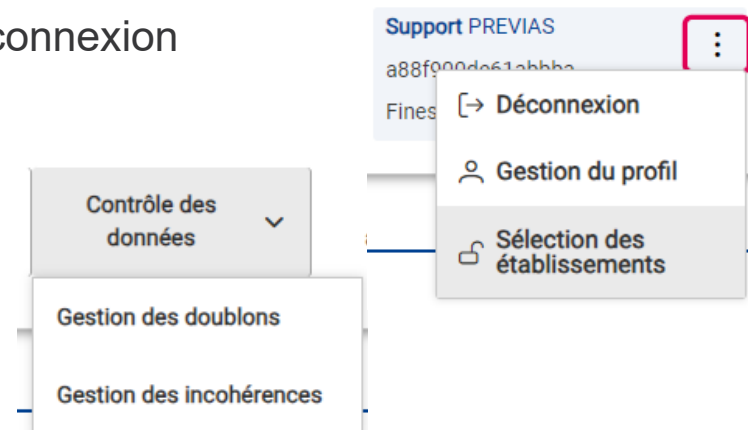 connexion
Support PREVIAS
Fines
Déconnexion
Gestion du profil
Sélection des
établissements
Contrôle des
données
Gestion des doublons
Gestion des incohérences